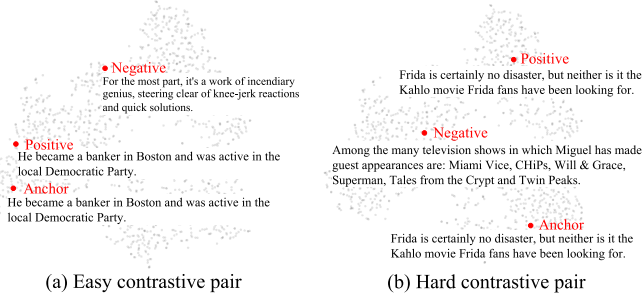 Negative
For the most part, it's a work of incendiary
genius, steering clear of knee-jerk reactions
and quick solutions.
Positive
He became a banker in Boston and was active in the
local Democratic Party.
Anchor
He became a banker in Boston and was active in the
local Democratic Party.
(a) Easy contrastive pair
Positive
Frida is certainly no disaster, but neither is it the
Kahlo movie Frida fans have been looking for.
Negative
Among the many television shows in which Miguel has made
guest appearances are: Miami Vice, CHiPs, Will & Grace,
Superman, Tales from the Crypt and Twin Peaks.
Anchor
Frida is certainly no disaster, but neither is it the
Kahlo movie Frida fans have been looking for.
(b) Hard contrastive pair